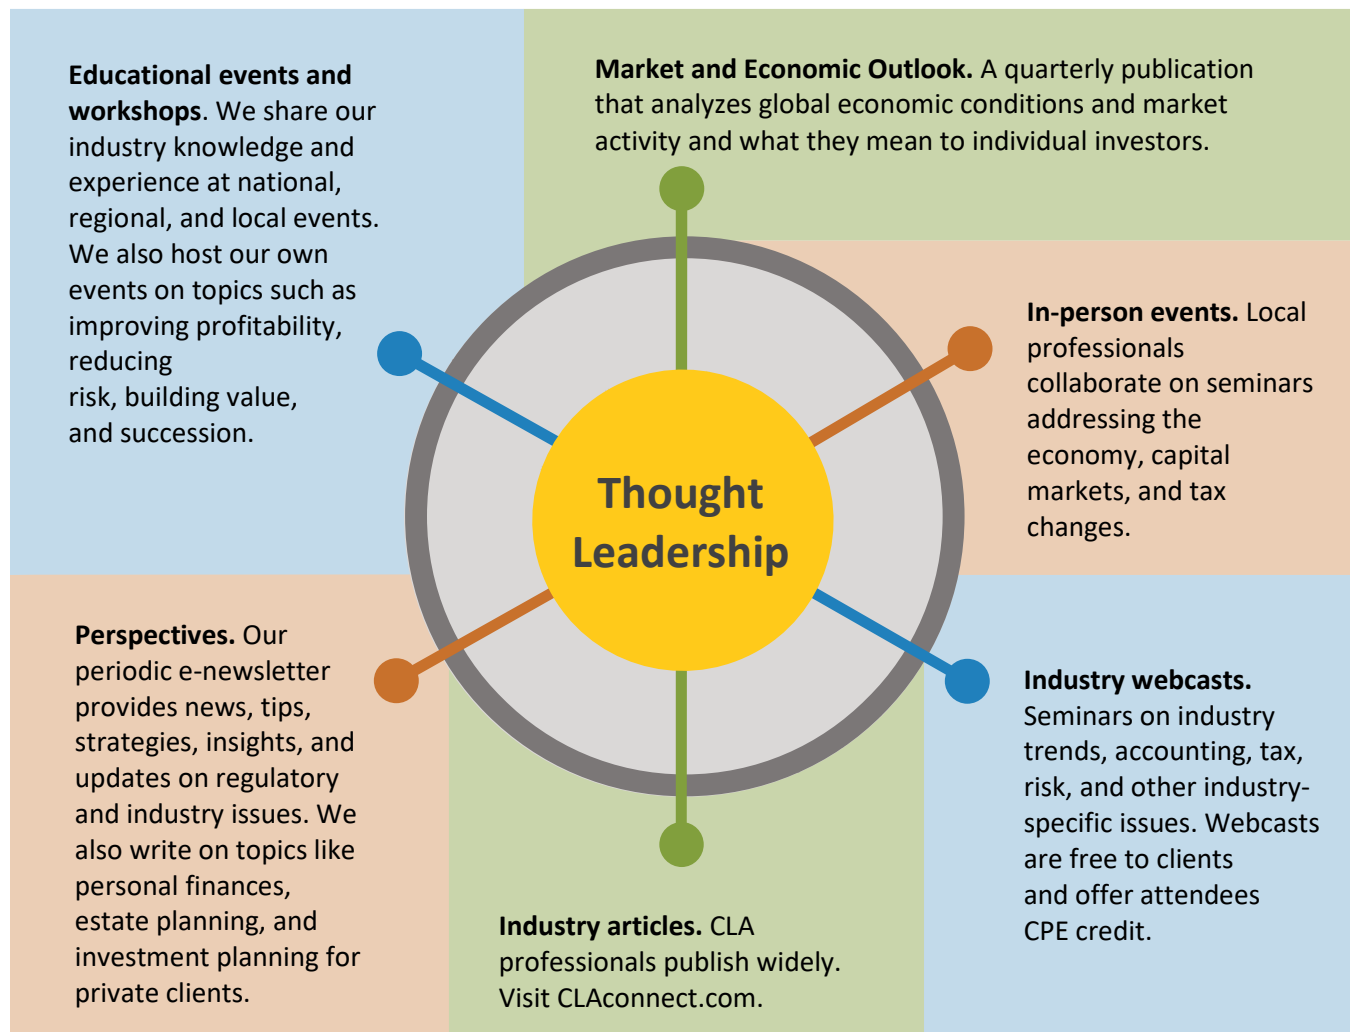 Educational events and
workshops. We share our
industry knowledge and
experience at national,
regional, and local events.
We also host our own
events on topics such as
improving profitability,
reducing
risk, building value,
and succession.
Market and Economic Outlook. A quarterly publication
that analyzes global economic conditions and market
activity and what they mean to individual investors.
In-person events. Local
professionals
collaborate on seminars
addressing the
economy, capital
markets, and tax
changes.
Thought
Leadership
Perspectives. Our
periodic e-newsletter
provides news, tips,
strategies, insights, and
updates on regulatory
and industry issues. We
also write on topics like
personal finances,
estate planning, and
investment planning for
private clients.
Industry articles. CLA
professionals publish widely.
Visit CLAconnect.com.
Industry webcasts.
Seminars on industry
trends, accounting, tax,
risk, and other industry-
specific issues. Webcasts
are free to clients
and offer attendees
CPE credit.